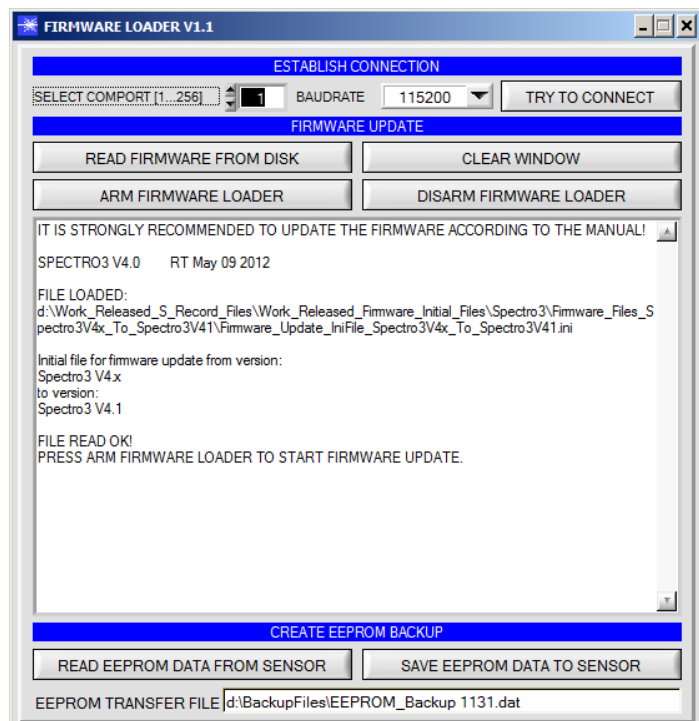 FIRMWARE LOADER V1.1
ESTABLISH CONNECTION
SELECT COMPORT [1...256] 1 BAUDRATE 115200 TRY TO CONNECT
FIRMWARE UPDATE
READ FIRMWARE FROM DISK CLEAR WINDOW
ARM FIRMWARE LOADER DISARM FIRMWARE LOADER
IT IS STRONGLY RECOMMENDED TO UPDATE THE FIRMWARE ACCORDING TO THE MANUAL!
SPECTRO3 V4.0 RT May 09 2012
FILE LOADED:
d:\Work_Released_S_Record_Files\Work_Released_Firmware_Initial_Files\Spectro3\Firmware_Files_S
pectro3V4x_To_Spectro3V41\Firmware_Update_IniFile_Spectro3V4x_To_Spectro3V41.ini
Initial file for firmware update from version:
Spectro3 V4.x
to version:
Spectro3 V4.1
FILE READ OK!
PRESS ARM FIRMWARE LOADER TO START FIRMWARE UPDATE.
CREATE EEPROM BACKUP
READ EEPROM DATA FROM SENSOR SAVE EEPROM DATA TO SENSOR
EEPROM TRANSFER FILE d:\BackupFiles\EEPROM_Backup 1131.dat